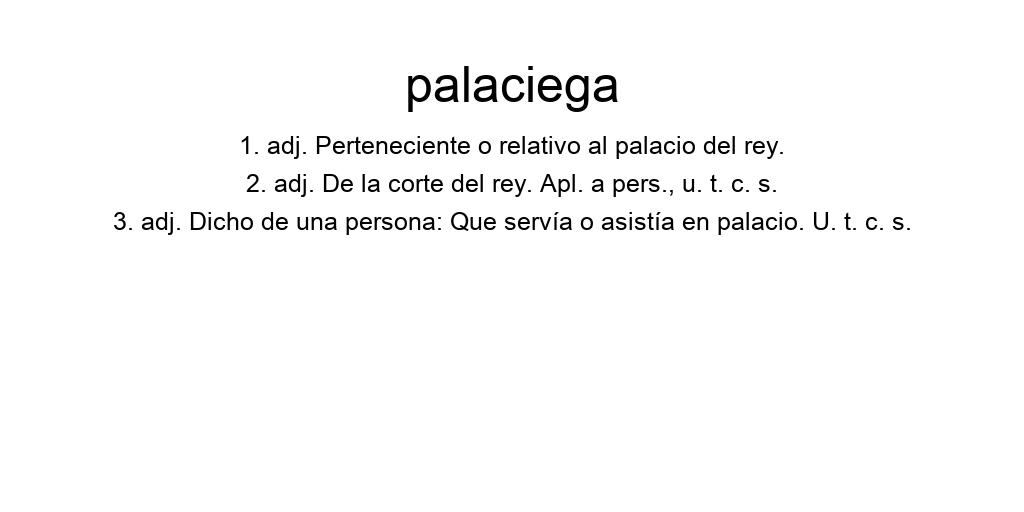 palaciega
1. adj. Perteneciente o relativo al palacio del rey.
2. adj. De la corte del rey. Apl. a pers., u. t. c. s.
3. adj. Dicho de una persona: Que servía o asistía en palacio. U. t. c. s.